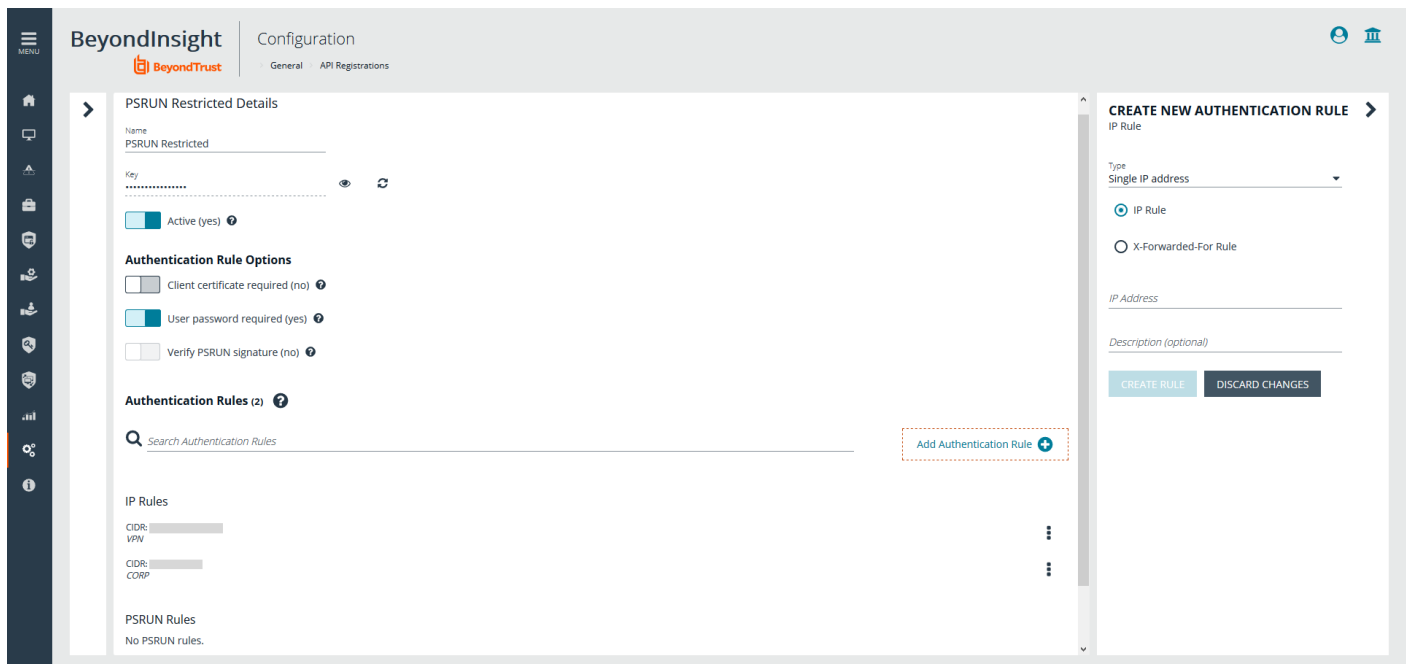 MENU
BeyondInsight
BeyondTrust
Configuration
General
API Registrations
PSRUN Restricted Details
Name
PSRUN Restricted
Key
••••••••••••••••
Active (yes)
Authentication Rule Options
Client certificate required (no)
User password required (yes)
Verify PSRUN signature (no)
Authentication Rules (2)
Search Authentication Rules
Add Authentication Rule
IP Rules
CIDR:
VPN
CIDR:
CORP
PSRUN Rules
No PSRUN rules.
CREATE NEW AUTHENTICATION RULE
IP Rule
Type
Single IP address
IP Rule
X-Forwarded-For Rule
IP Address
Description (optional)
CREATE RULE
DISCARD CHANGES